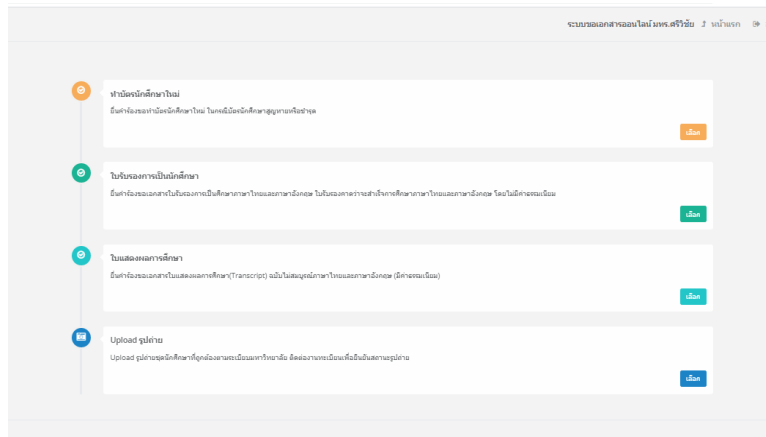 ระบบขอเอกสารออนไลน์ มทร.ศรีวิชัย หน้าแรก
ทำบัตรนักศึกษาใหม่
ยื่นคำร้องขอทำบัตรนักศึกษาใหม่ ในกรณีบัตรนักศึกษาสูญหายหรือชำรุด
เลือก
ใบรับรองการเป็นนักศึกษา
ยื่นคำร้องขอเอกสารใบรับรองการเป็นศึกษาภาษาไทยและภาษาอังกฤษ ใบรับรองคาดว่าจะสำเร็จการศึกษาภาษาไทยและภาษาอังกฤษ โดยไม่มีค่าธรรมเนียม
เลือก
ใบแสดงผลการศึกษา
ยื่นคำร้องขอเอกสารใบแสดงผลการศึกษา(Transcript) ฉบับไม่สมบูรณ์ภาษาไทยและภาษาอังกฤษ (มีค่าธรรมเนียม)
เลือก
Upload รูปถ่าย
Upload รูปถ่ายชุดนักศึกษาที่ถูกต้องตามระเบียบมหาวิทยาลัย ติดต่องานทะเบียนเพื่อยืนยันสถานะรูปถ่าย
เลือก